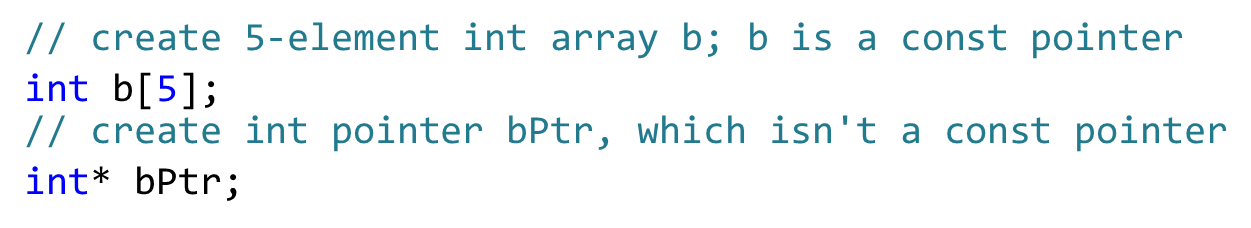 // create 5-element int array b; b is a const pointer
int b[5];
// create int pointer bPtr, which isn't a const pointer
int* bPtr;